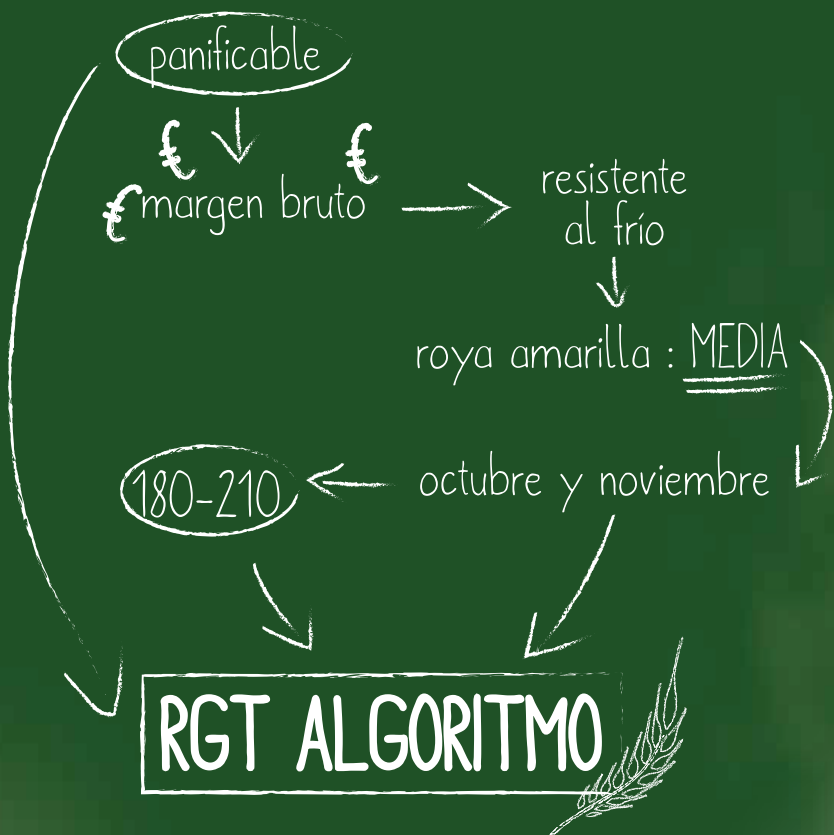 panificable
€ €
€ margen bruto
resistente
al frío
roya amarilla : MEDIA
octubre y noviembre
180-210
RGT ALGORITMO